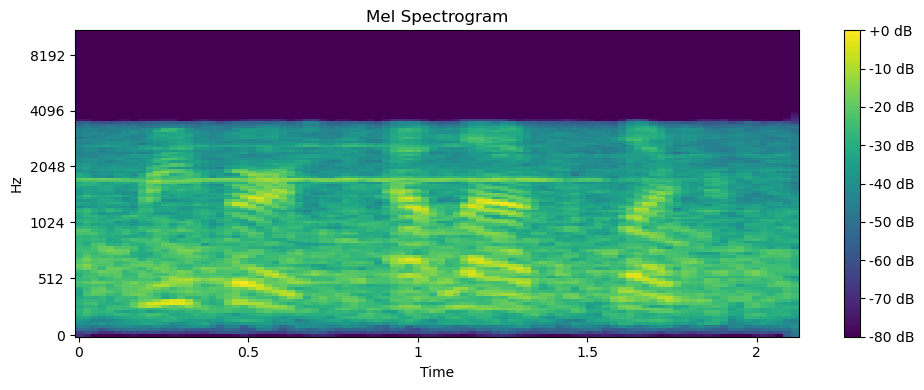 Mel Spectrogram
8192
4096
2048
1024
512
0
Hz
0
0.5
1
1.5
2
Time
+0 dB
-10 dB
-20 dB
-30 dB
-40 dB
-50 dB
-60 dB
-70 dB
-80 dB